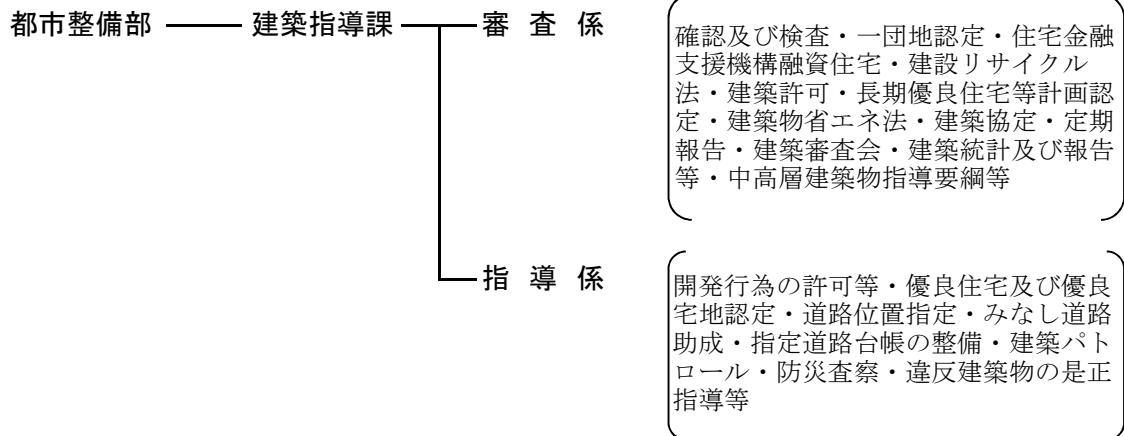 都市整備部 建築指導課 審査係
確認及び検査・一団地認定・住宅金融
支援機構融資住宅・建設リサイクル
法・建築許可・長期優良住宅等計画認
定・建築物省エネ法・建築協定・定期
報告・建築審査会・建築統計及び報告
等・中高層建築物指導要綱等
指導係
開発行為の許可等・優良住宅及び優良
宅地認定・道路位置指定・みなし道路
助成・指定道路台帳の整備・建築パト
ロール・防災査察・違反建築物の是正
指導等